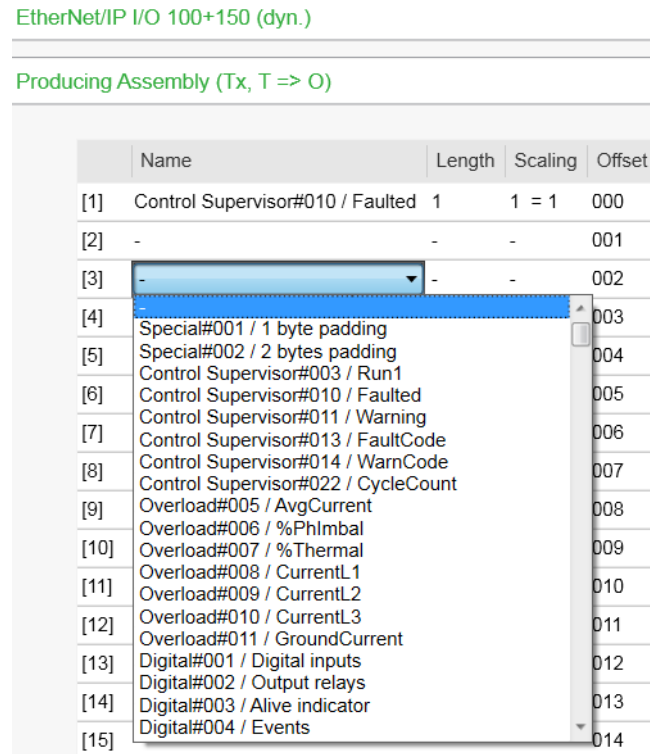 EtherNet/IP I/O 100+150 (dyn.)
Producing Assembly (Tx, T => O)
Name Length Scaling Offset
[1] Control Supervisor#010 / Faulted 1 1 = 1 000
[2] - - - 001
[3] - - - 002
-
[4] 003
Special#001 / 1 byte padding
Special#002 / 2 bytes padding
[5] 004
Control Supervisor#003 / Run1
[6] Control Supervisor#010 / Faulted 005
Control Supervisor#011 / Warning
[7] Control Supervisor#013 / FaultCode 006
Control Supervisor#014 / WarnCode
[8] 007
Control Supervisor#022 / CycleCount
[9] Overload#005 / AvgCurrent 008
Overload#006 / %PhImbal
[10] Overload#007 / %Thermal 009
Overload#008 / CurrentL1
[11] Overload#009 / CurrentL2 010
Overload#010 / CurrentL3
[12] 011
Overload#011 / GroundCurrent
[13] Digital#001 / Digital inputs 012
Digital#002 / Output relays
[14] Digital#003 / Alive indicator 013
Digital#004 / Events
[15] 014